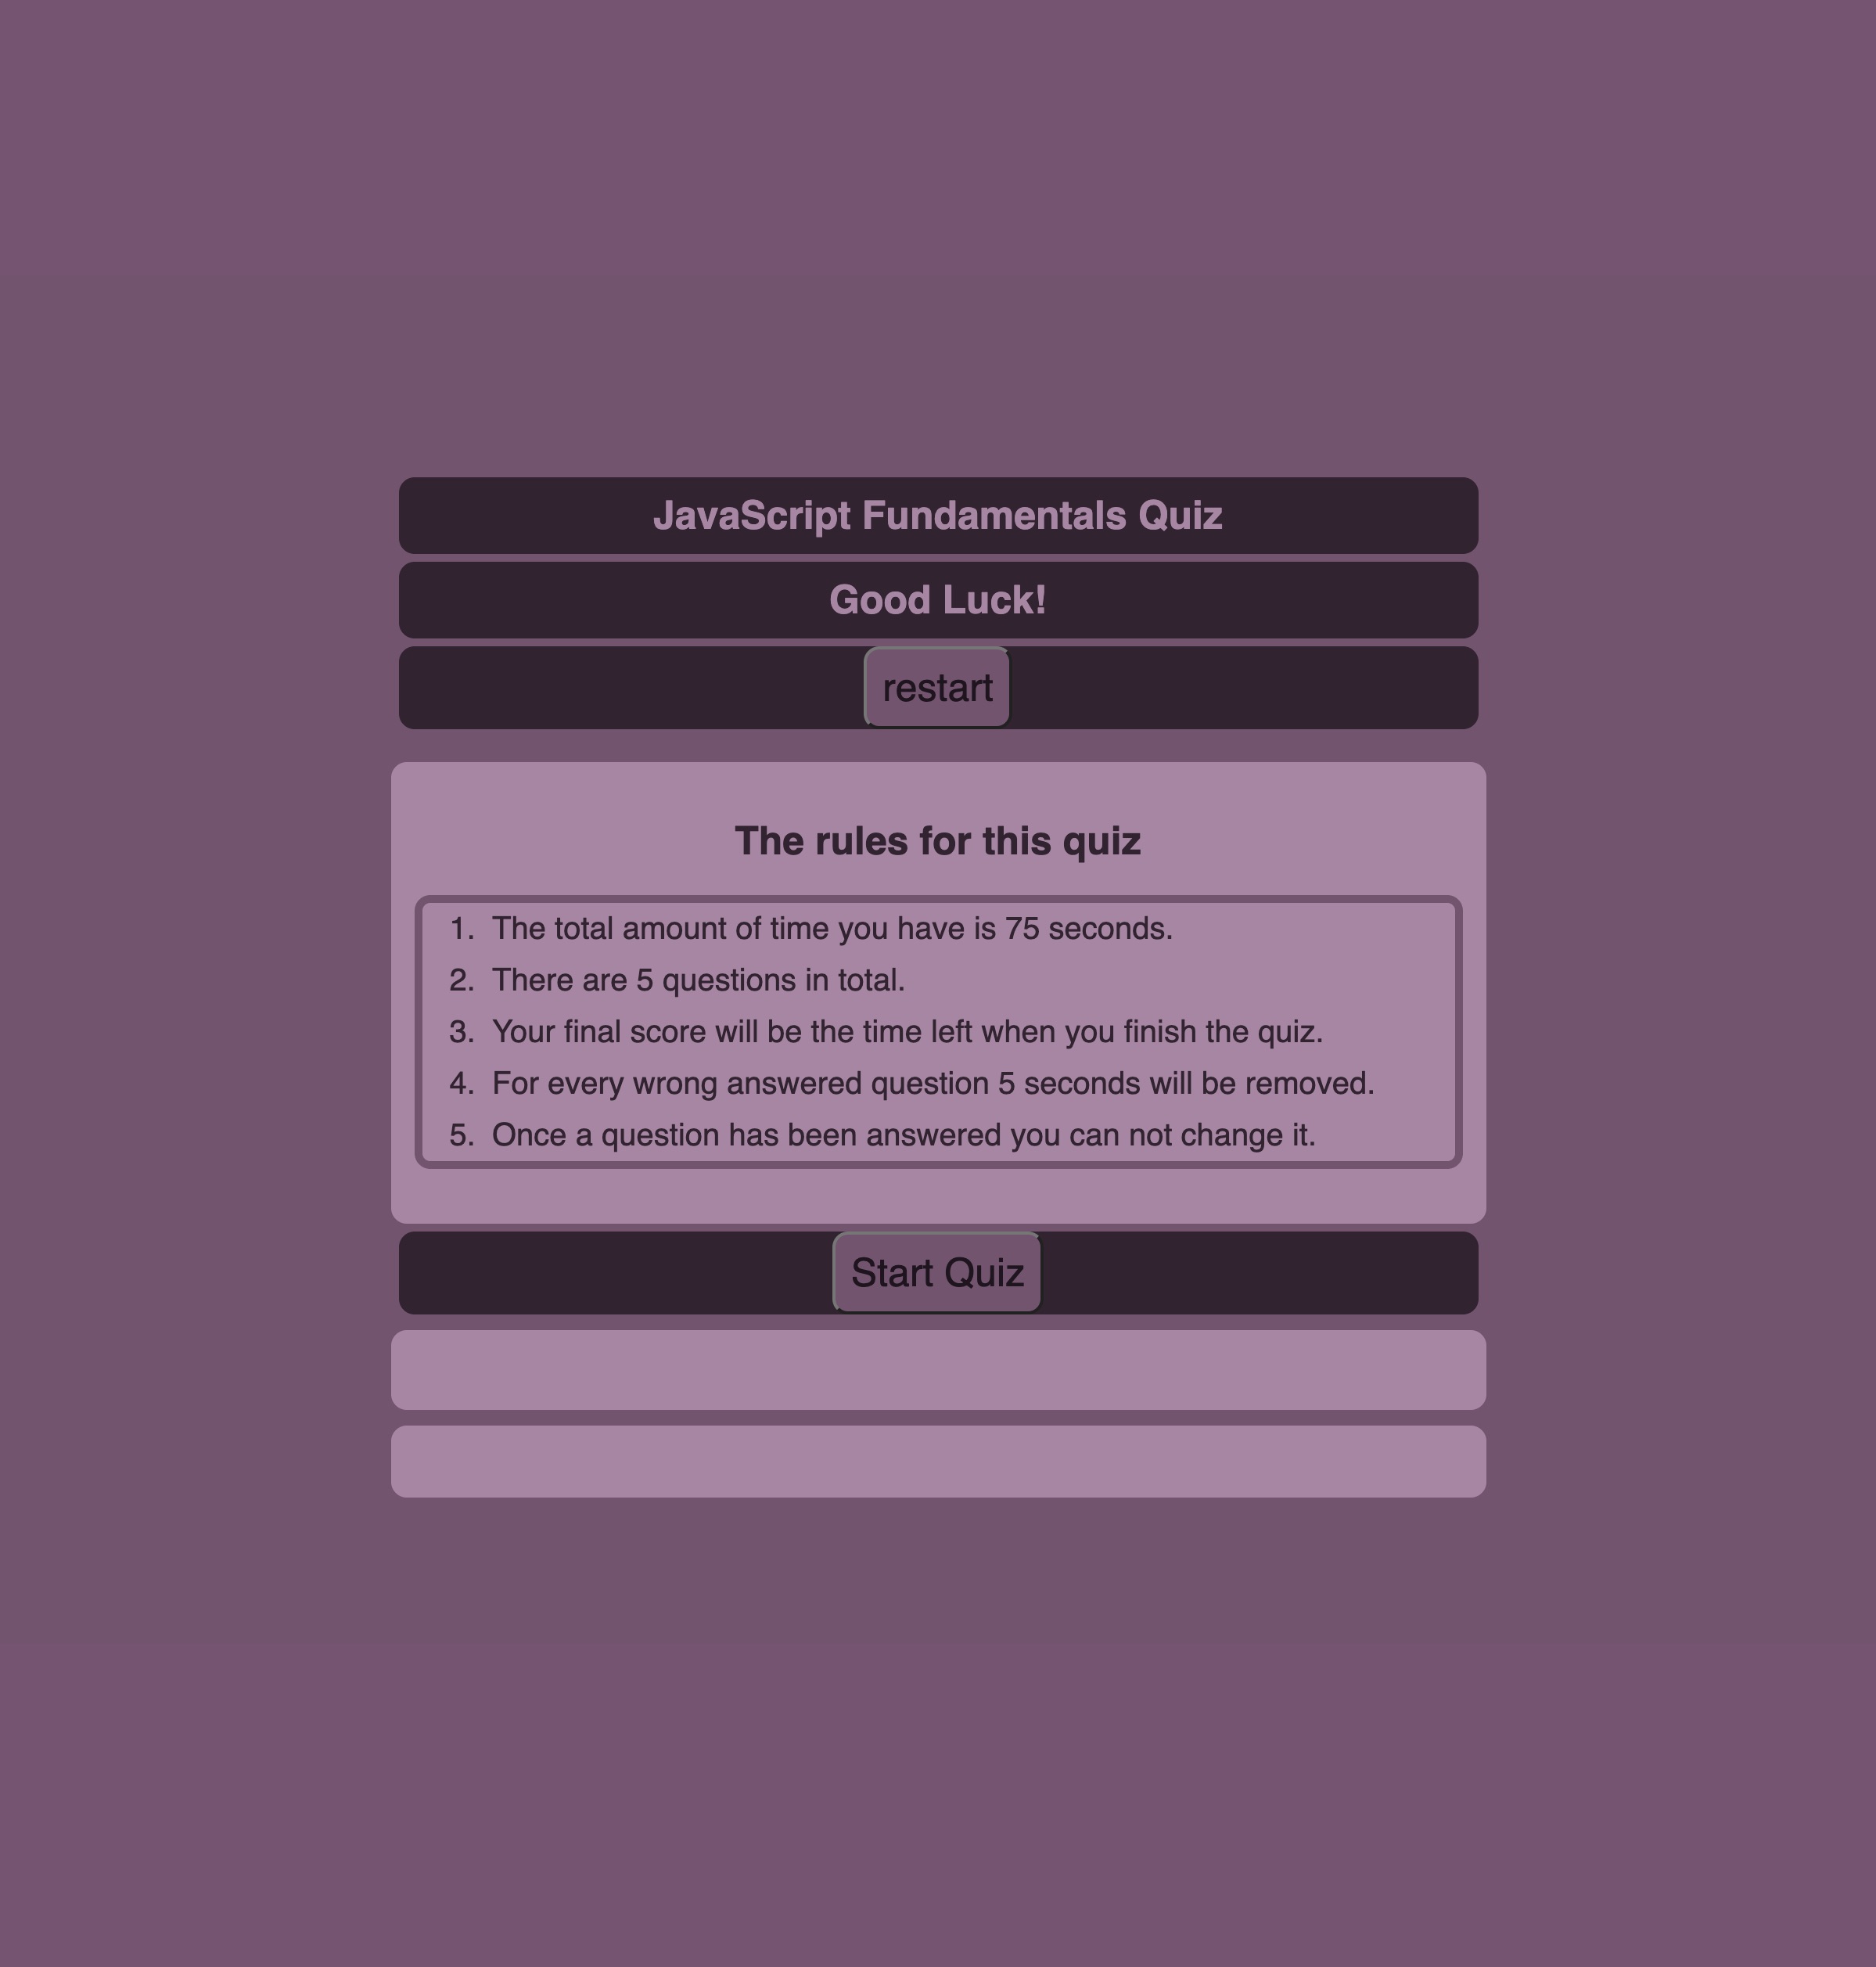 JavaScript Fundamentals Quiz
Good Luck!
restart
The rules for this quiz
1. The total amount of time you have is 75 seconds.
2. There are 5 questions in total.
3. Your final score will be the time left when you finish the quiz.
4. For every wrong answered question 5 seconds will be removed.
5. Once a question has been answered you can not change it.
Start Quiz